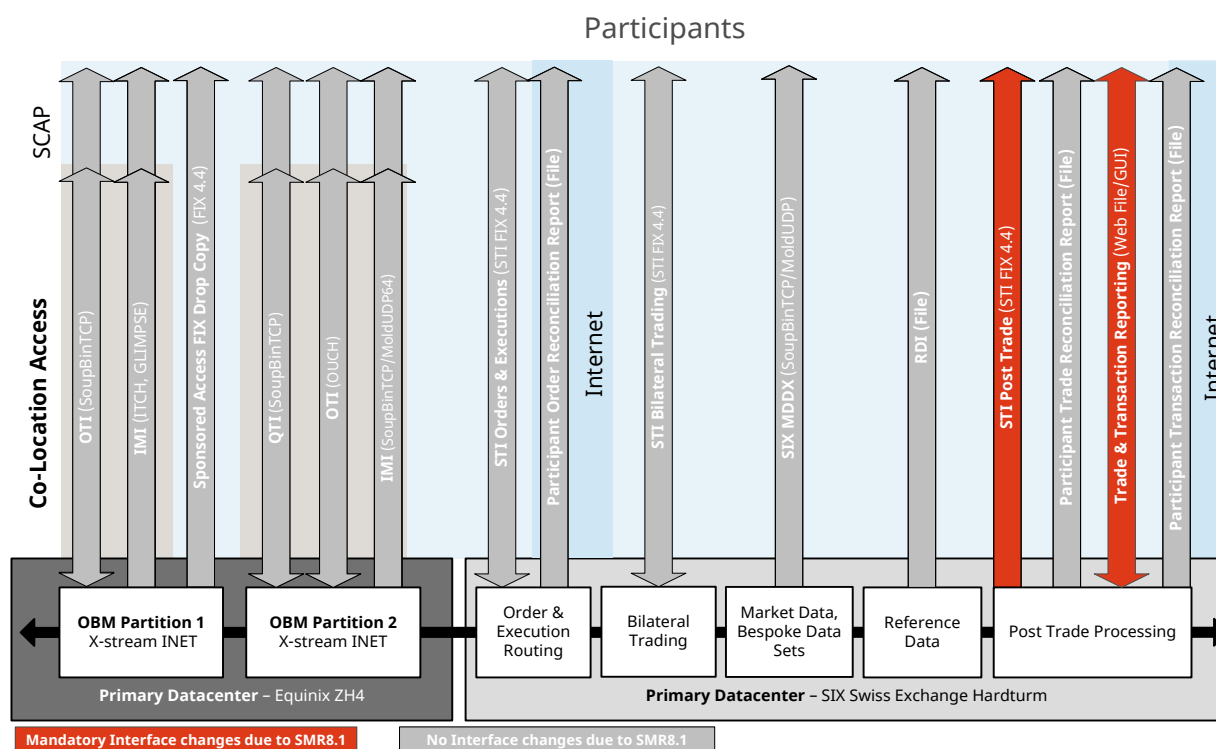 Participants
SCAP
Co-Location Access
OTI (SoupBinTCP)
IMI (ITCH, GLIMPSE)
Sponsored Access FIX Drop Copy (FIX 4.4)
QTI (SoupBinTCP)
OTI (OUCH)
IMI (SoupBinTCP/MoldUDP64)
STI Orders & Executions (STI FIX 4.4)
Participant Order Reconciliation Report (File)
Internet
STI Bilateral Trading (STI FIX 4.4)
SIX MDDX (SoupBinTCP/MoldUDP)
RDI (File)
STI Post Trade (STI FIX 4.4)
Participant Trade Reconciliation Report (File)
Trade & Transaction Reporting (Web File/GUI)
Participant Transaction Reconciliation Report (File)
Internet
OBM Partition 1
X-stream INET
OBM Partition 2
X-stream INET
Order &
Execution
Routing
Bilateral
Trading
Market Data,
Bespoke Data
Sets
Reference
Data
Post Trade Processing
Primary Datacenter – Equinix ZH4
Primary Datacenter – SIX Swiss Exchange Hardturm
Mandatory Interface changes due to SMR8.1
No Interface changes due to SMR8.1